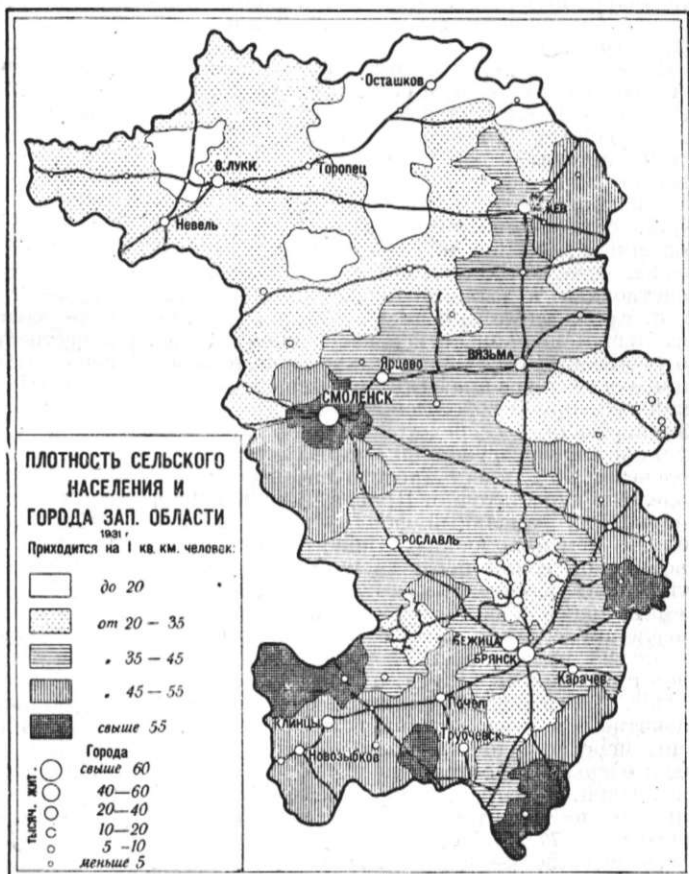 Осташков
Торопец
В. ЛУКИ
РЖЕВ
Невель
Ярцево
ВЯЗЬМА
СМОЛЕНСК
РОСЛАВЛЬ
БЕЖИЦА
БРЯНСК
Карачев
Почеп
Трубчевск
Клинцы
Новозыбков
ПЛОТНОСТЬ СЕЛЬСКОГО
НАСЕЛЕНИЯ И
ГОРОДА ЗАП. ОБЛАСТИ
1931 г
Приходится на 1 кв. км. человек:
до 20
от 20 – 35
„ 35 – 45
„ 45 – 55
свыше 55
Города
тысяч. жит.
свыше 60
40–60
20–40
10–20
5–10
меньше 5